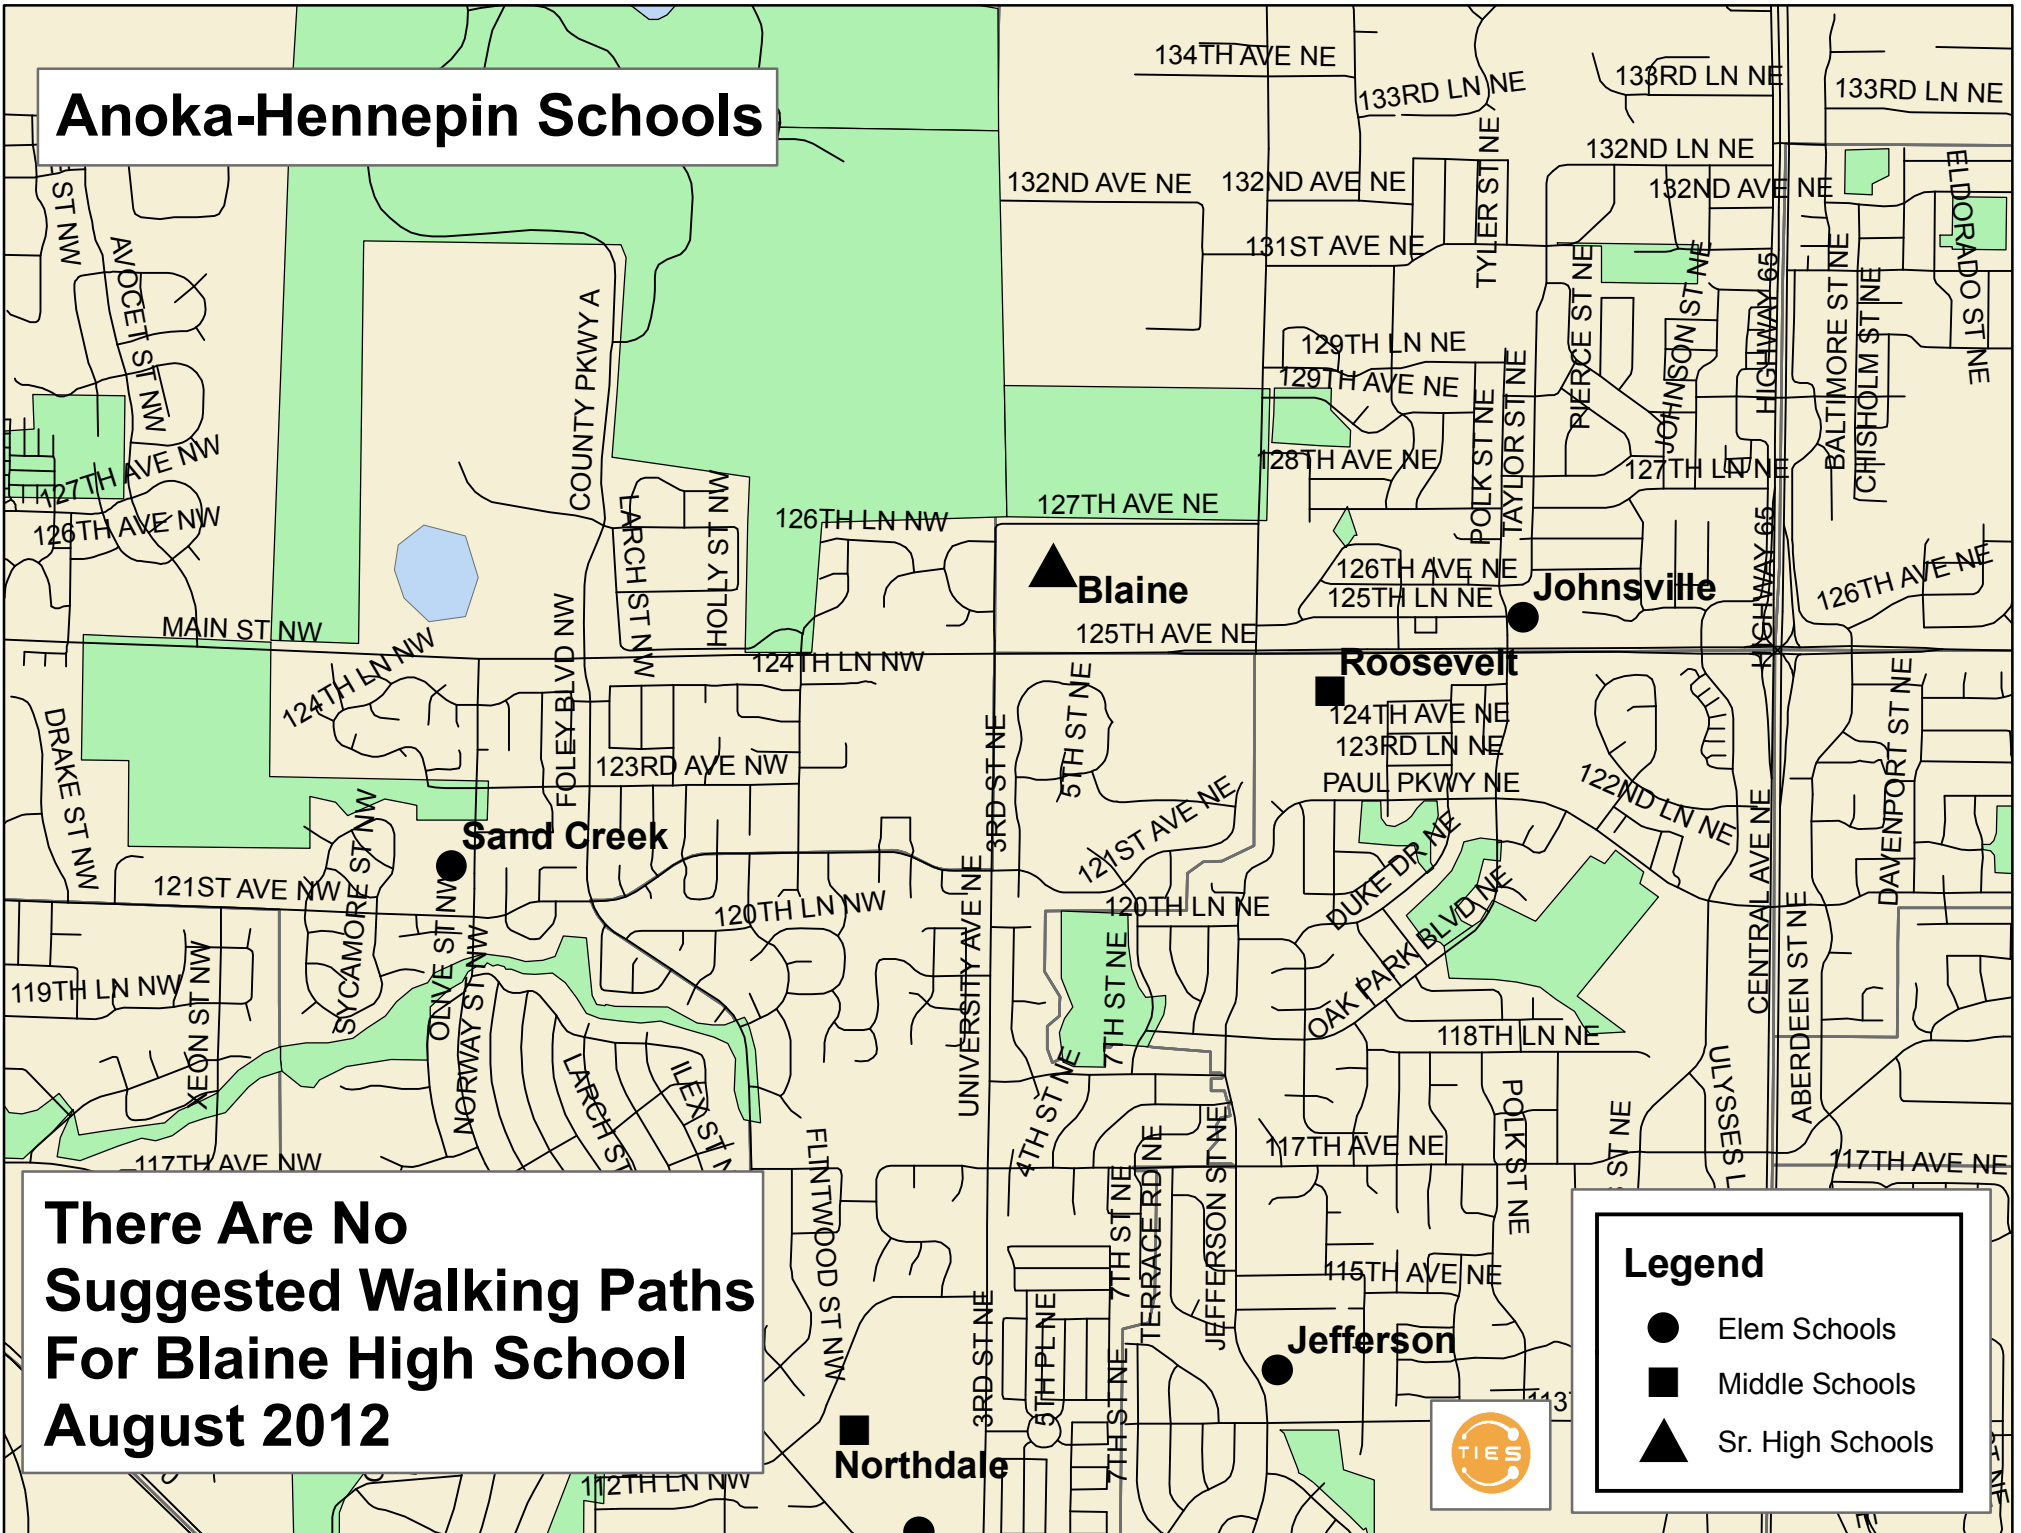 Anoka-Hennepin Schools
134TH AVE NE
133RD LN NE
133RD LN NE
133RD LN NE
132ND LN NE
132ND AVE NE
132ND AVE NE
132ND AVE NE
131ST AVE NE
TYLER ST NE
ELDORADO ST NE
ST NW
AVOCET ST NW
COUNTY PKWY A
PIERCE ST NE
JOHNSON ST NE
HIGHWAY 65
BALTIMORE ST NE
CHISHOLM ST NE
129TH LN NE
129TH AVE NE
128TH AVE NE
127TH LN NE
POLK ST NE
TAYLOR ST NE
127TH AVE NW
126TH AVE NW
LARCH ST NW
HOLLY ST NW
126TH LN NW
127TH AVE NE
Blaine
126TH AVE NE
125TH LN NE
125TH AVE NE
Johnsville
HIGHWAY 65
126TH AVE NE
MAIN ST NW
124TH LN NW
FOLEY BLVD NW
124TH LN NW
Roosevelt
124TH AVE NE
123RD LN NE
PAUL PKWY NE
122ND LN NE
DRAKE ST NW
123RD AVE NW
3RD ST NE
5TH ST NE
121ST AVE NE
CENTRAL AVE NE
DAVENPORT ST NE
Sand Creek
121ST AVE NW
SYCAMORE ST NW
OLIVE ST NW
NORWAY ST NW
120TH LN NW
UNIVERSITY AVE NE
120TH LN NE
DUKE DR NE
OAK PARK BLVD NE
119TH LN NW
XEON ST NW
7TH ST NE
118TH LN NE
ABERDEEN ST NE
LARCH ST
ILEX ST N
4TH ST NE
117TH AVE NW
FLINTWOOD ST NW
7TH ST NE
TERRACE RD NE
JEFFERSON ST NE
117TH AVE NE
POLK ST NE
ST NE
ULYSSES L
117TH AVE NE
There Are No
Suggested Walking Paths
For Blaine High School
August 2012
3RD ST NE
5TH PL NE
7TH ST NE
115TH AVE NE
Jefferson
113
Northdale
112TH LN NW
TIES
Legend
Elem Schools
Middle Schools
Sr. High Schools